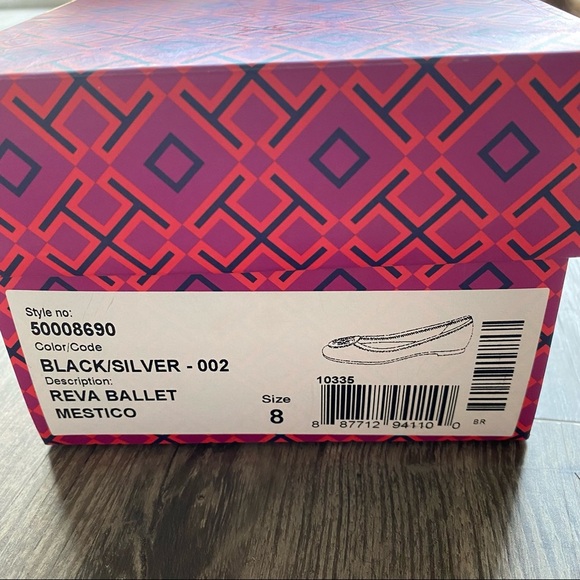 Style no:
50008690
Color/Code
BLACK/SILVER - 002
Description:
REVA BALLET
MESTICO
Size
8
10335
8 87712 94110 0
BR